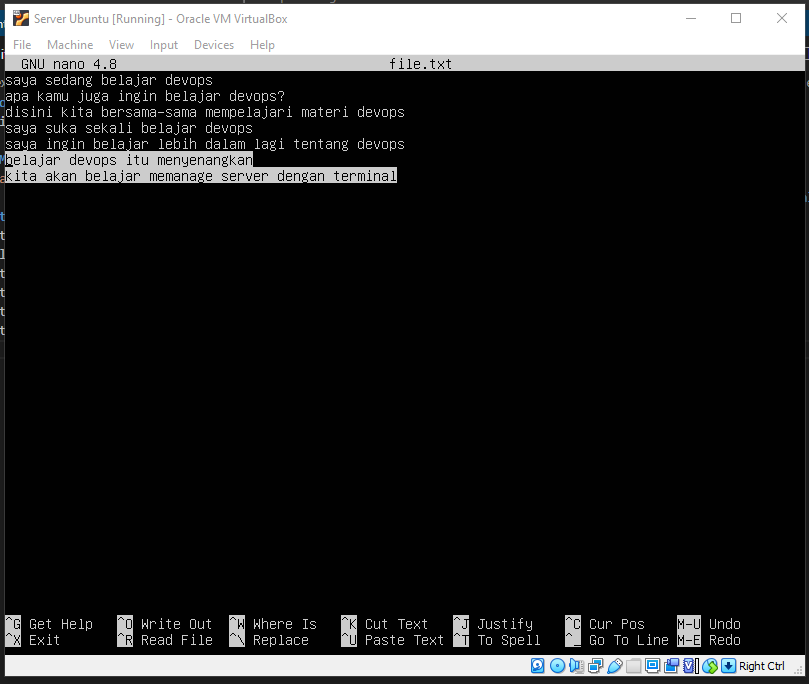 Server Ubuntu [Running] - Oracle VM VirtualBox
File Machine View Input Devices Help
GNU nano 4.8 file.txt
saya sedang belajar devops
apa kamu juga ingin belajar devops?
disini kita bersama-sama mempelajari materi devops
saya suka sekali belajar devops
saya ingin belajar lebih dalam lagi tentang devops
belajar devops itu menyenangkan
kita akan belajar memanage server dengan terminal
^G Get Help ^O Write Out ^W Where Is ^K Cut Text ^J Justify ^C Cur Pos M-U Undo
^X Exit ^R Read File ^\ Replace ^U Paste Text ^T To Spell ^_ Go To Line M-E Redo
Right Ctrl